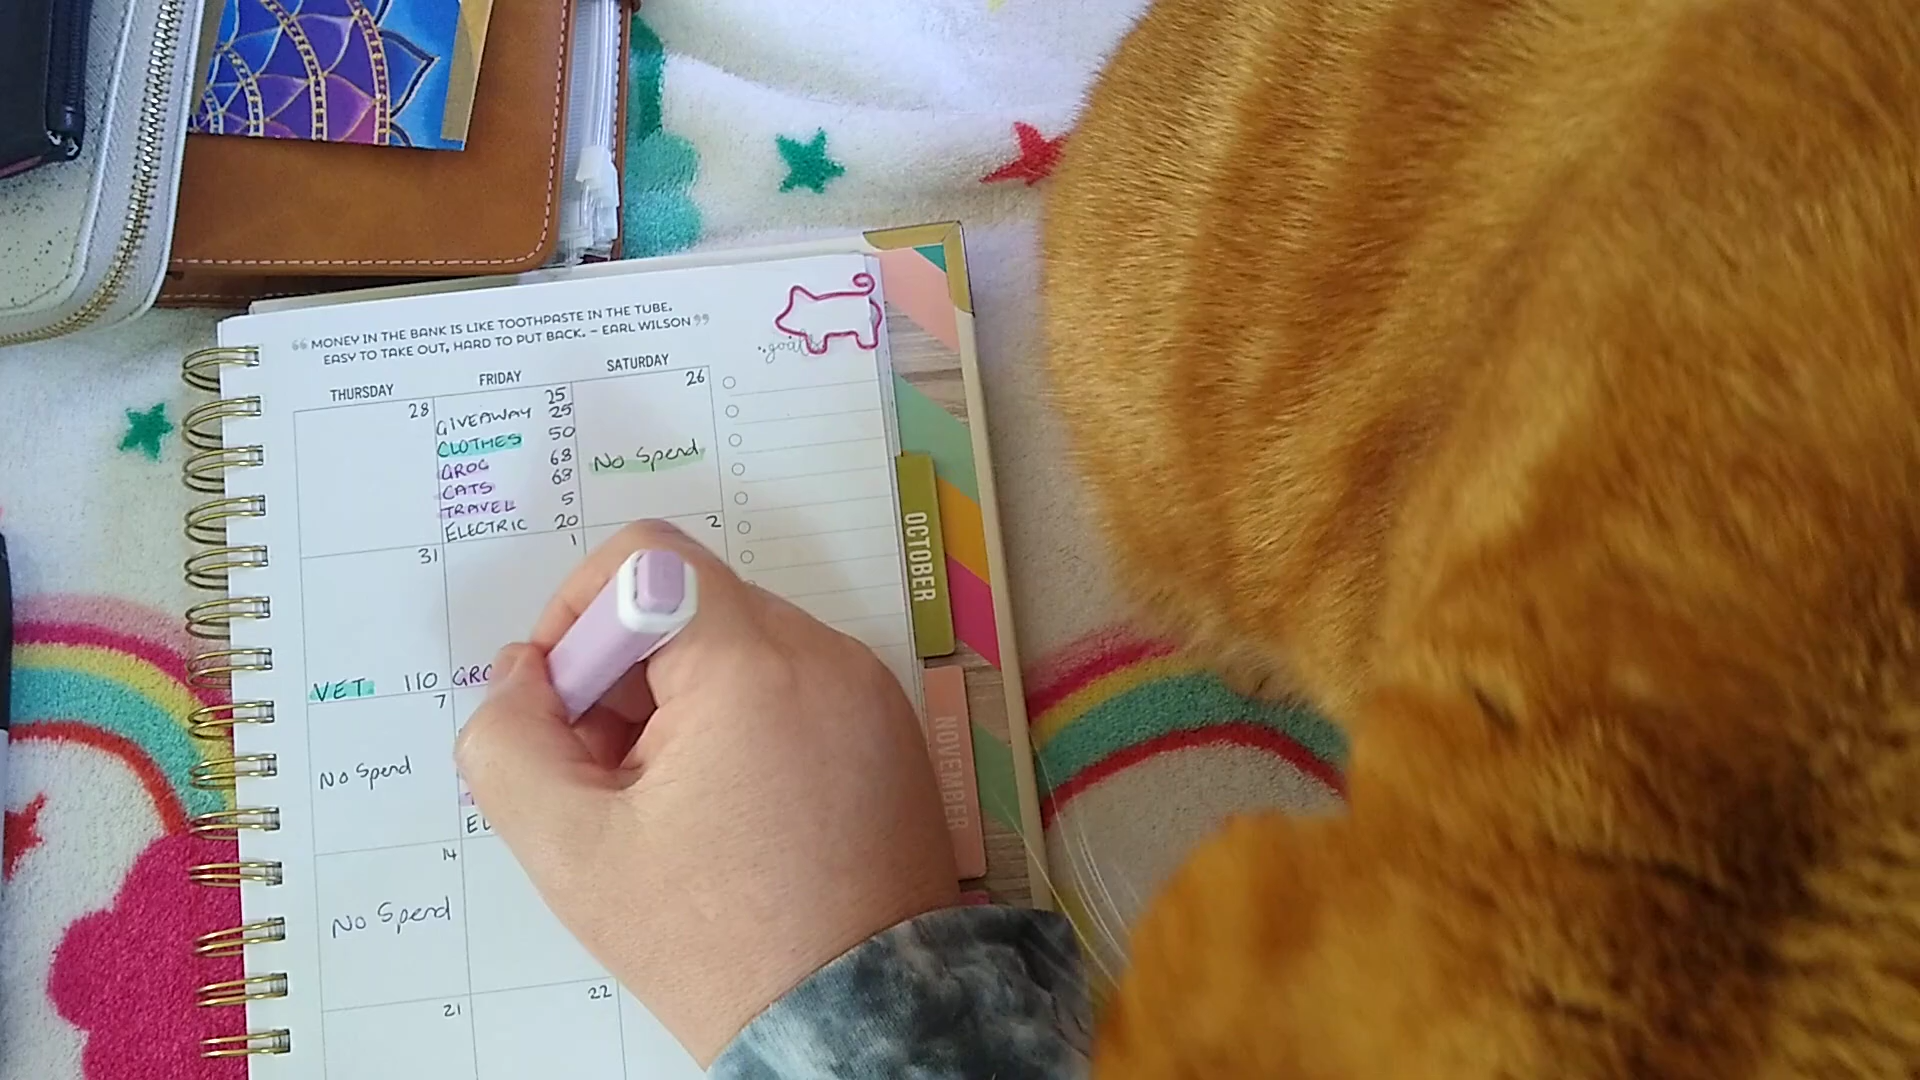 “ MONEY IN THE BANK IS LIKE TOOTHPASTE IN THE TUBE.
EASY TO TAKE OUT, HARD TO PUT BACK. – EARL WILSON ”
goals
THURSDAY FRIDAY SATURDAY
28 25 26
GIVEAWAY 25
CLOTHES 50
GROC 68
CATS 63
TRAVEL 5
ELECTRIC 20
No Spend
31 1 2
VET 110
7
No Spend
14
No Spend
21 22
OCTOBER
NOVEMBER